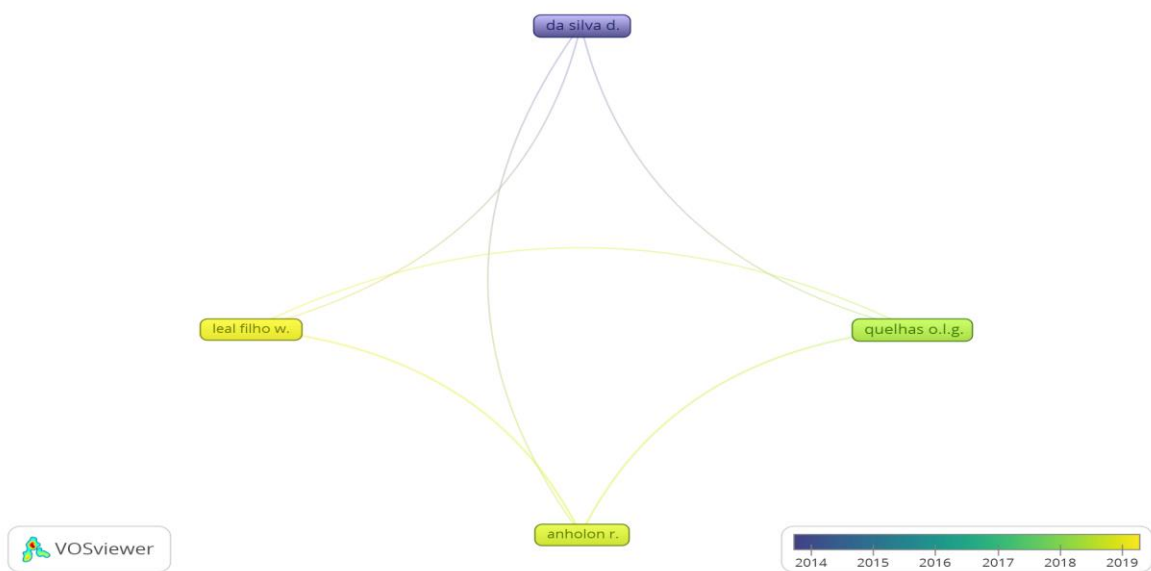 da silva d.
leal filho w.
quelhas o.l.g.
anholon r.
VOSviewer
2014 2015 2016 2017 2018 2019